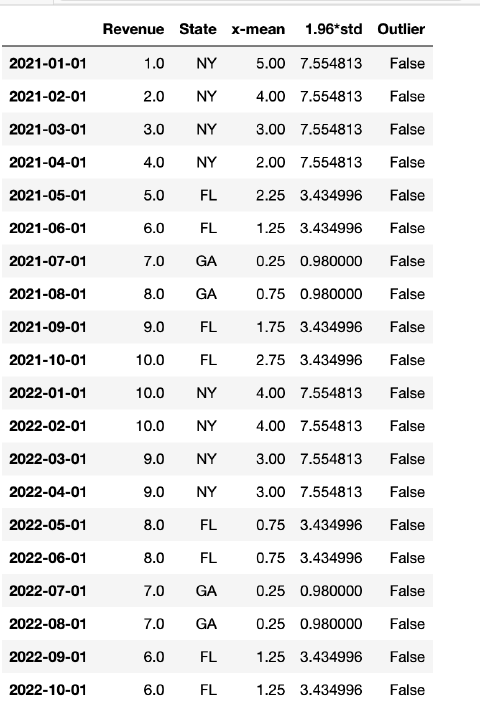 Revenue State x-mean 1.96*std Outlier
2021-01-01 1.0 NY 5.00 7.554813 False
2021-02-01 2.0 NY 4.00 7.554813 False
2021-03-01 3.0 NY 3.00 7.554813 False
2021-04-01 4.0 NY 2.00 7.554813 False
2021-05-01 5.0 FL 2.25 3.434996 False
2021-06-01 6.0 FL 1.25 3.434996 False
2021-07-01 7.0 GA 0.25 0.980000 False
2021-08-01 8.0 GA 0.75 0.980000 False
2021-09-01 9.0 FL 1.75 3.434996 False
2021-10-01 10.0 FL 2.75 3.434996 False
2022-01-01 10.0 NY 4.00 7.554813 False
2022-02-01 10.0 NY 4.00 7.554813 False
2022-03-01 9.0 NY 3.00 7.554813 False
2022-04-01 9.0 NY 3.00 7.554813 False
2022-05-01 8.0 FL 0.75 3.434996 False
2022-06-01 8.0 FL 0.75 3.434996 False
2022-07-01 7.0 GA 0.25 0.980000 False
2022-08-01 7.0 GA 0.25 0.980000 False
2022-09-01 6.0 FL 1.25 3.434996 False
2022-10-01 6.0 FL 1.25 3.434996 False